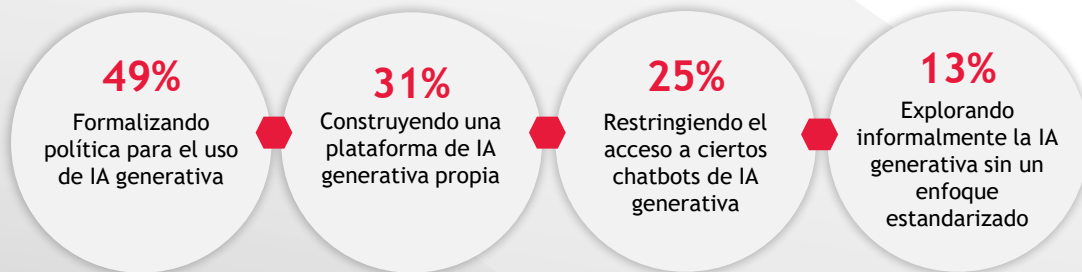 49%
Formalizando
política para el uso
de IA generativa
31%
Construyendo una
plataforma de IA
generativa propia
25%
Restringiendo el
acceso a ciertos
chatbots de IA
generativa
13%
Explorando
informalmente la IA
generativa sin un
enfoque
estandarizado